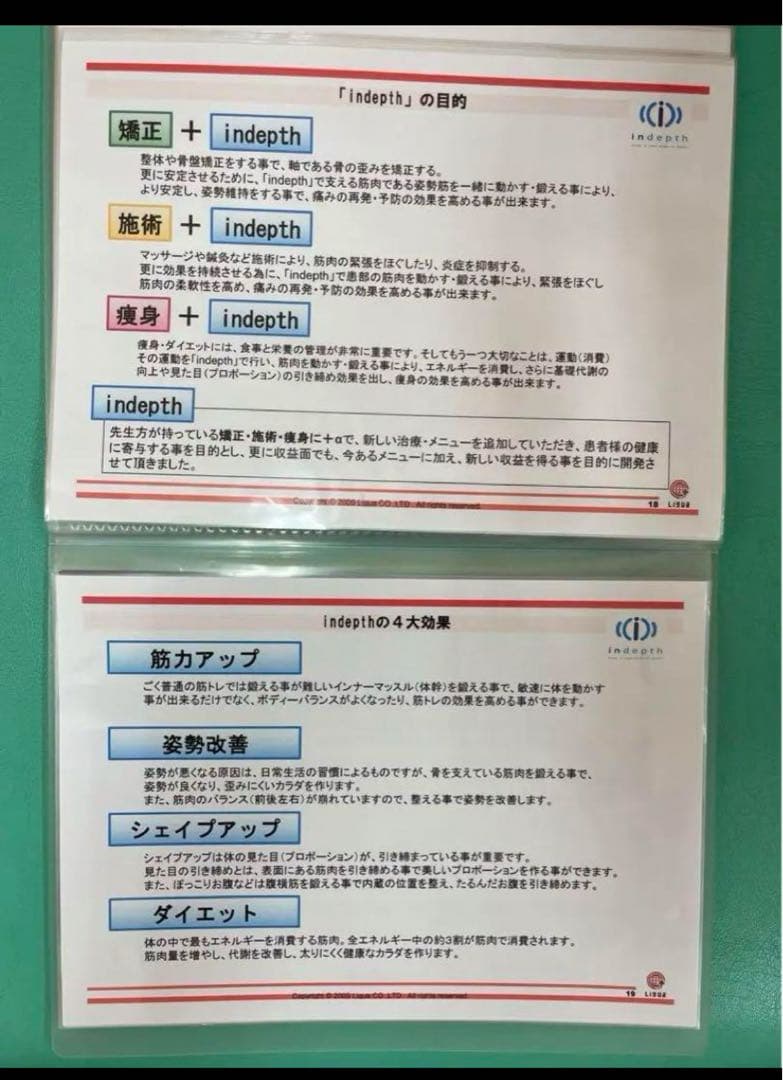 「indepth」の目的
indepth
矯正 + indepth
整体や骨盤矯正をする事で、軸である骨の歪みを矯正する。
更に安定させるために、「indepth」で支える筋肉である姿勢筋を一緒に動かす・鍛える事により、
より安定し、姿勢維持をする事で、痛みの再発・予防の効果を高める事が出来ます。
施術 + indepth
マッサージや鍼灸など施術により、筋肉の緊張をほぐしたり、炎症を抑制する。
更に効果を持続させる為に、「indepth」で患部の筋肉を動かす・鍛える事により、緊張をほぐし
筋肉の柔軟性を高め、痛みの再発・予防の効果を高める事が出来ます。
痩身 + indepth
痩身・ダイエットには、食事と栄養の管理が非常に重要です。そしてもう一つ大切なことは、運動(消費)
その運動を「indepth」で行い、筋肉を動かす・鍛える事により、エネルギーを消費し、さらに基礎代謝の
向上や見た目(プロポーション)の引き締め効果を出し、痩身の効果を高める事が出来ます。
indepth
先生方が持っている矯正・施術・痩身に+αで、新しい治療・メニューを追加していただき、患者様の健康
に寄与する事を目的とし、更に収益面でも、今あるメニューに加え、新しい収益を得る事を目的に開発さ
せて頂きました。
Copyright © 2009 Ligua CO.,LTD. All rights reserved.
18 Ligua
indepthの4大効果
indepth
筋力アップ
ごく普通の筋トレでは鍛える事が難しいインナーマッスル(体幹)を鍛える事で、敏速に体を動かす
事が出来るだけでなく、ボディーバランスがよくなったり、筋トレの効果を高める事ができます。
姿勢改善
姿勢が悪くなる原因は、日常生活の習慣によるものですが、骨を支えている筋肉を鍛える事で、
姿勢が良くなり、歪みにくいカラダを作ります。
また、筋肉のバランス(前後左右)が崩れていますので、整える事で姿勢を改善します。
シェイプアップ
シェイプアップは体の見た目(プロポーション)が、引き締まっている事が重要です。
見た目の引き締めとは、表面にある筋肉を引き締める事で美しいプロポーションを作る事ができます。
また、ぽっこりお腹などは腹横筋を鍛える事で内蔵の位置を整え、たるんだお腹を引き締めます。
ダイエット
体の中で最もエネルギーを消費する筋肉。全エネルギー中の約3割が筋肉で消費されます。
筋肉量を増やし、代謝を改善し、太りにくく健康なカラダを作ります。
Copyright © 2009 Ligua CO.,LTD. All rights reserved.
19 Ligua